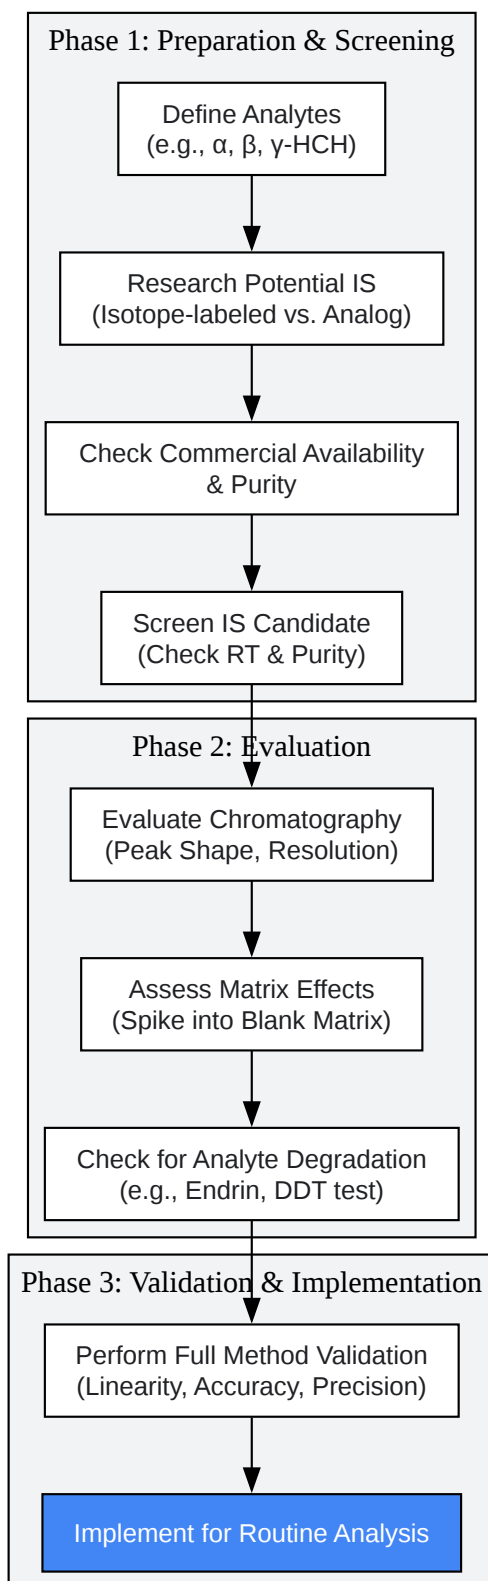 Phase 1: Preparation & Screening
Define Analytes
(e.g., α, β, γ-HCH)
Research Potential IS
(Isotope-labeled vs. Analog)
Check Commercial Availability
& Purity
Screen IS Candidate
(Check RT & Purity)
Phase 2: Evaluation
Evaluate Chromatography
(Peak Shape, Resolution)
Assess Matrix Effects
(Spike into Blank Matrix)
Check for Analyte Degradation
(e.g., Endrin, DDT test)
Phase 3: Validation & Implementation
Perform Full Method Validation
(Linearity, Accuracy, Precision)
Implement for Routine Analysis